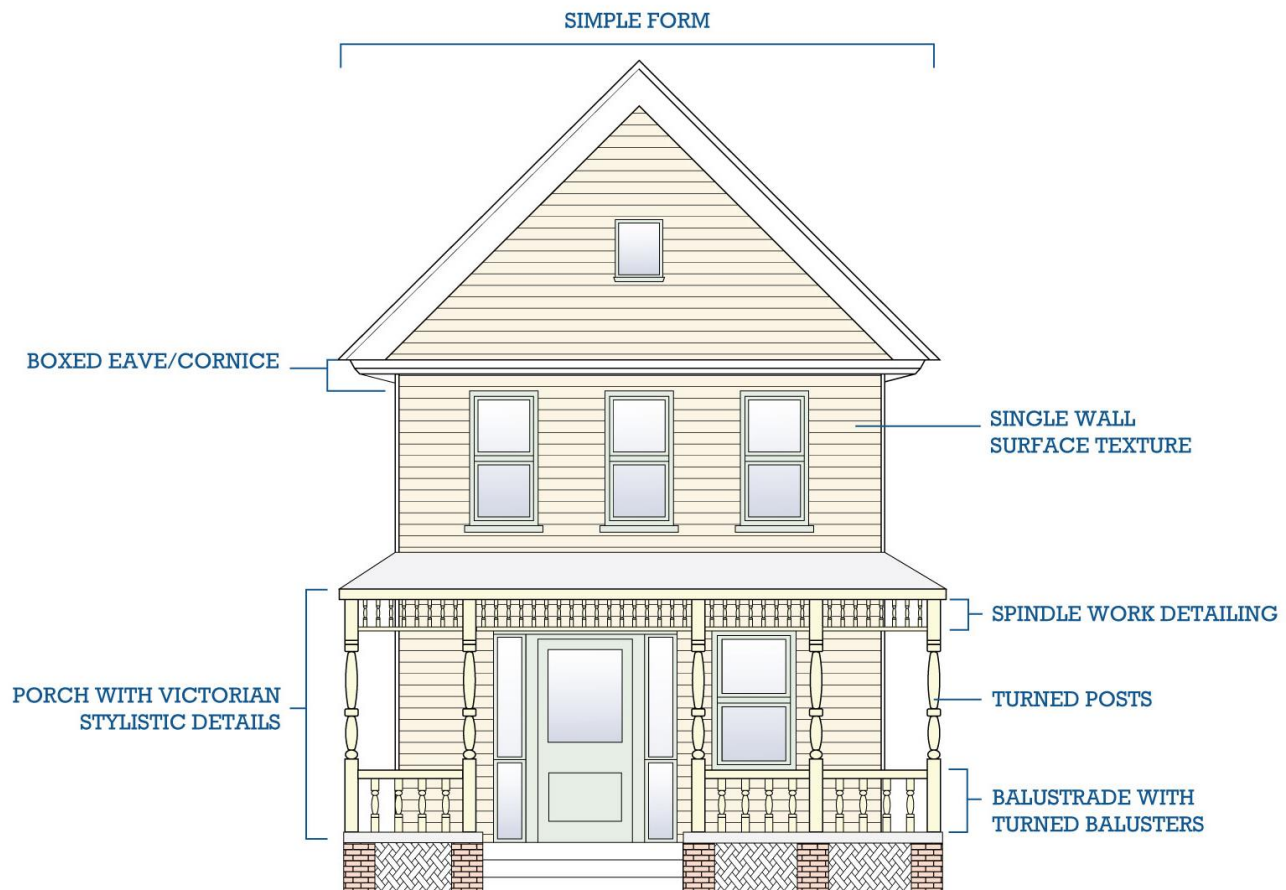 SIMPLE FORM
BOXED EAVE/CORNICE
SINGLE WALL
SURFACE TEXTURE
SPINDLE WORK DETAILING
PORCH WITH VICTORIAN
STYLISTIC DETAILS
TURNED POSTS
BALUSTRADE WITH
TURNED BALUSTERS